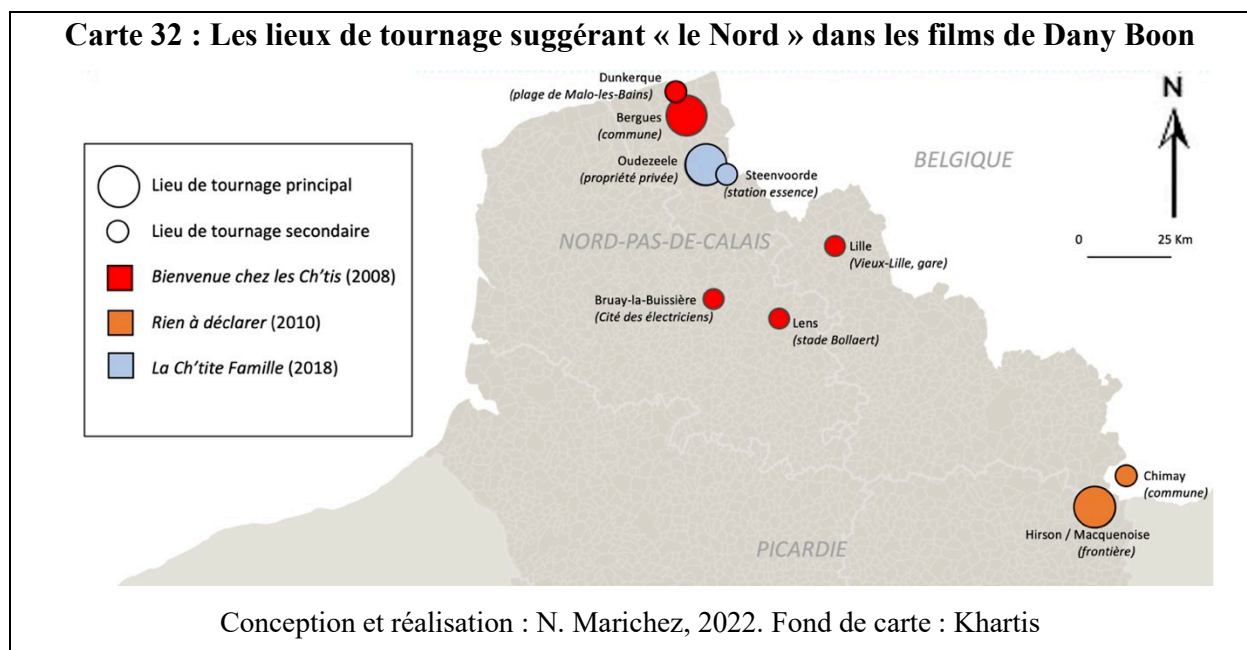 Carte 32 : Les lieux de tournage suggérant « le Nord » dans les films de Dany Boon
Dunkerque
(plage de Malo-les-Bains)
N
Bergues
(commune)
Oudezeele
(propriété privée)
Steenvoorde
(station essence)
BELGIQUE
Lieu de tournage principal
Lieu de tournage secondaire
Bienvenue chez les Ch'tis (2008)
Rien à déclarer (2010)
La Ch'tite Famille (2018)
NORD-PAS-DE-CALAIS
Lille
(Vieux-Lille, gare)
0 25 Km
Bruay-la-Buissière
(Cité des électriciens)
Lens
(stade Bollaert)
Chimay
(commune)
Hirson / Macquenoise
(frontière)
PICARDIE
Conception et réalisation : N. Marichez, 2022. Fond de carte : Khartis